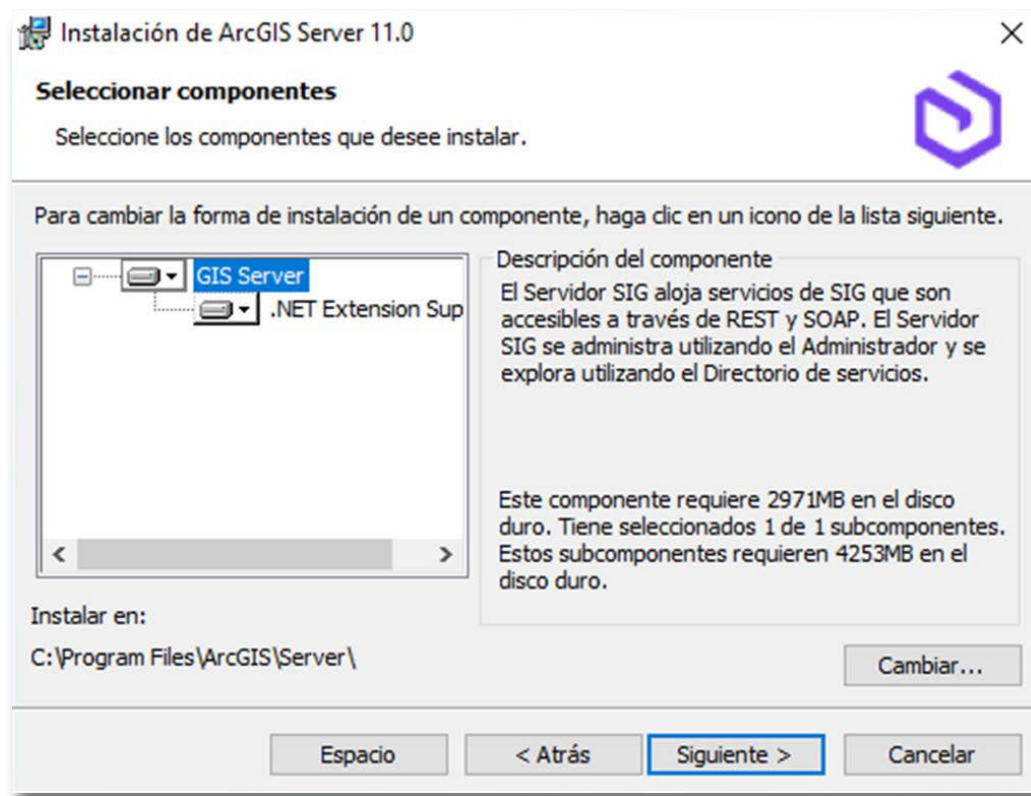 Instalación de ArcGIS Server 11.0
Seleccionar componentes
Seleccione los componentes que desee instalar.
Para cambiar la forma de instalación de un componente, haga clic en un icono de la lista siguiente.
GIS Server
.NET Extension Sup
Descripción del componente
El Servidor SIG aloja servicios de SIG que son
accesibles a través de REST y SOAP. El Servidor
SIG se administra utilizando el Administrador y se
explora utilizando el Directorio de servicios.
Este componente requiere 2971MB en el disco
duro. Tiene seleccionados 1 de 1 subcomponentes.
Estos subcomponentes requieren 4253MB en el
disco duro.
Instalar en:
C:\Program Files\ArcGIS\Server\
Cambiar...
Espacio
< Atrás
Siguiente >
Cancelar